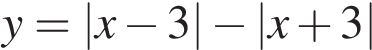 y = |x − 3| − |x + 3|